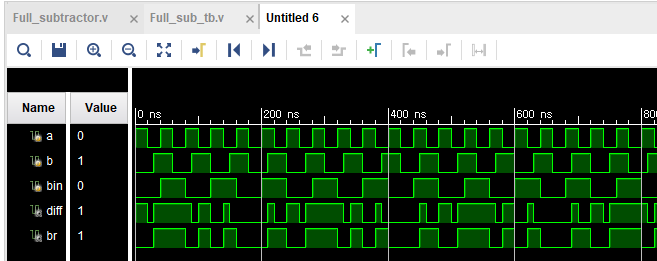 Full_subtractor.v Full_sub_tb.v Untitled 6
Name Value
0 ns 200 ns 400 ns 600 ns 800
a 0
b 1
bin 0
diff 1
br 1